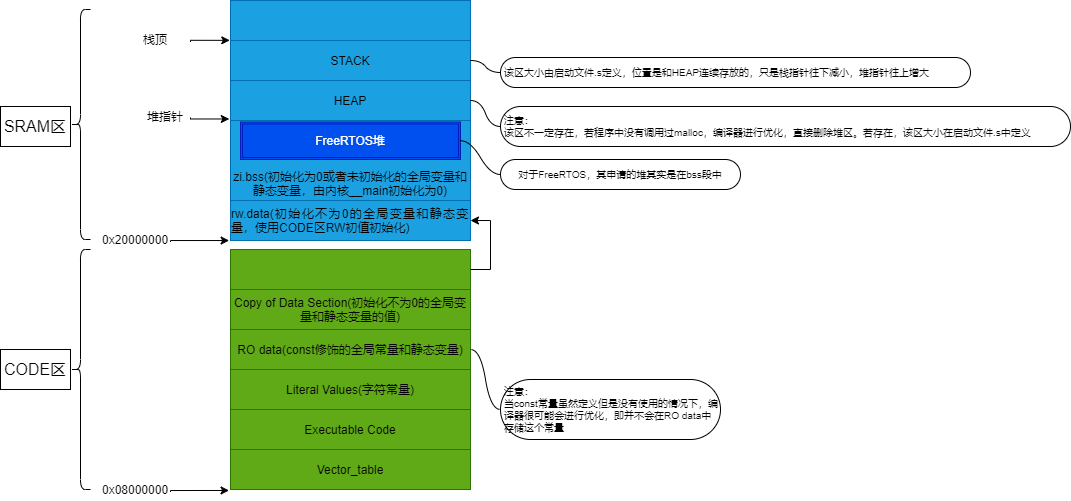 栈顶
STACK
该区大小由启动文件.s定义，位置是和HEAP连续存放的，只是栈指针往下减小，堆指针往上增大
HEAP
堆指针
注意：
该区不一定存在，若程序中没有调用过malloc，编译器进行优化，直接删除堆区。若存在，该区大小在启动文件.s中定义
SRAM区
FreeRTOS堆
对于FreeRTOS，其申请的堆其实是在bss段中
zi.bss(初始化为0或者未初始化的全局变量和
静态变量，由内核__main初始化为0)
rw.data(初始化不为0的全局变量和静态变
量，使用CODE区RW初值初始化)
0x20000000
Copy of Data Section(初始化不为0的全局变
量和静态变量的值)
RO data(const修饰的全局常量和静态变量)
CODE区
Literal Values(字符常量)
注意：
当const常量虽然定义但是没有使用的情况下，编
译器很可能会进行优化，即并不会在RO data中
存储这个常量
Executable Code
Vector_table
0x08000000